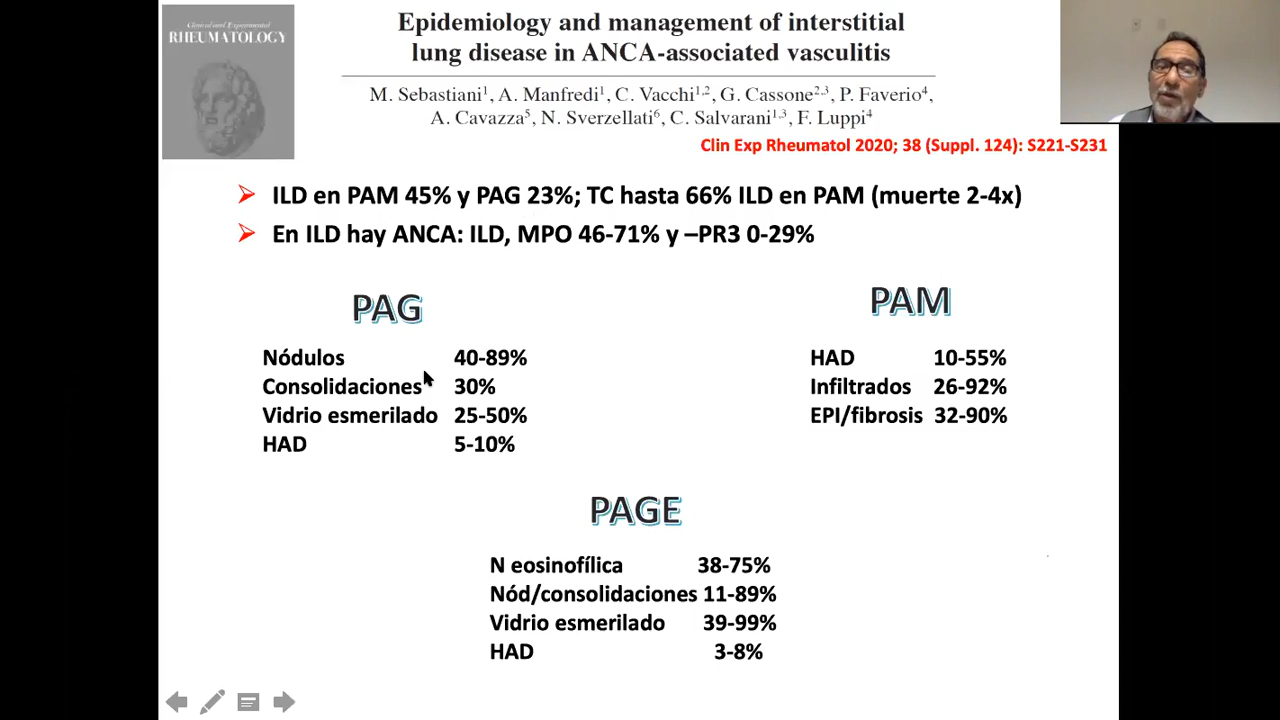 Clinical and Experimental
RHEUMATOLOGY
Epidemiology and management of interstitial
lung disease in ANCA-associated vasculitis
M. Sebastiani¹, A. Manfredi¹, C. Vacchi¹,², G. Cassone²,³, P. Faverio⁴,
A. Cavazza⁵, N. Sverzellati⁶, C. Salvarani¹,³, F. Luppi⁴
Clin Exp Rheumatol 2020; 38 (Suppl. 124): S221-S231
ILD en PAM 45% y PAG 23%; TC hasta 66% ILD en PAM (muerte 2-4x)
En ILD hay ANCA: ILD, MPO 46-71% y –PR3 0-29%
PAG
Nódulos 40-89%
Consolidaciones 30%
Vidrio esmerilado 25-50%
HAD 5-10%
PAM
HAD 10-55%
Infiltrados 26-92%
EPI/fibrosis 32-90%
PAGE
N eosinofílica 38-75%
Nód/consolidaciones 11-89%
Vidrio esmerilado 39-99%
HAD 3-8%